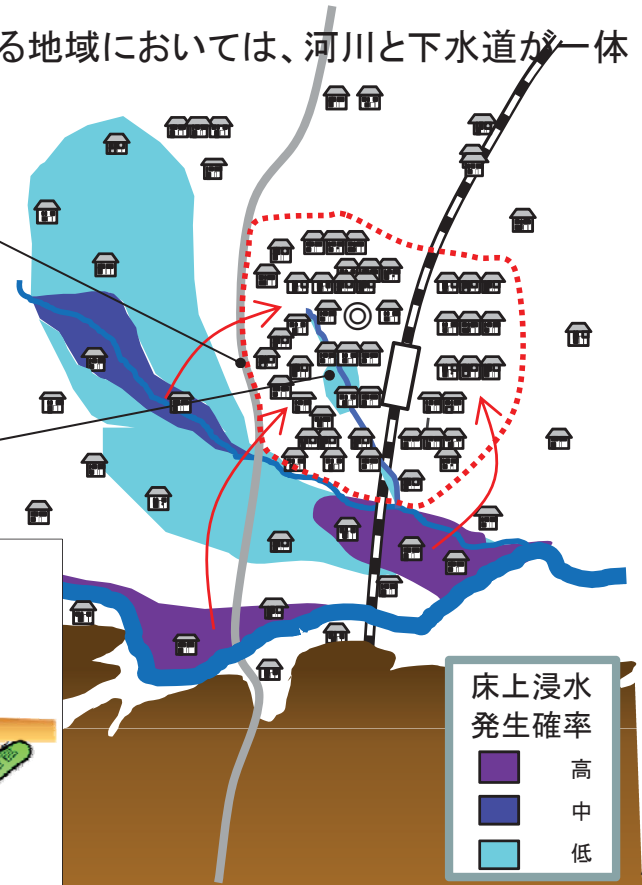 る地域においては、河川と下水道が一体
床上浸水
発生確率
高
中
低